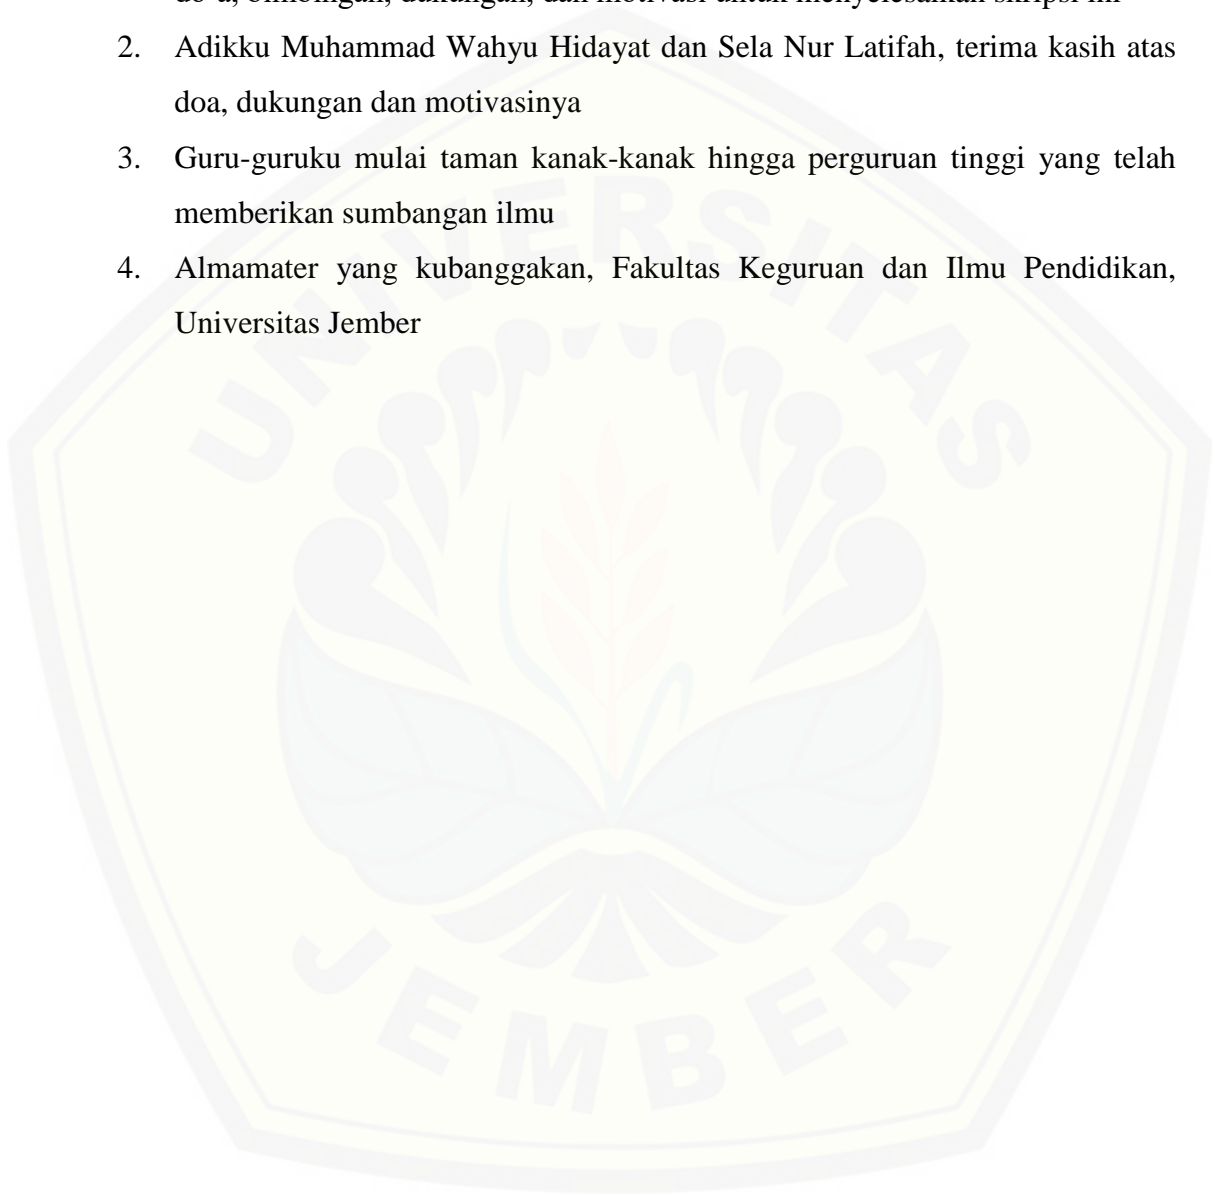 2. Adikku Muhammad Wahyu Hidayat dan Sela Nur Latifah, terima kasih atas
doa, dukungan dan motivasinya
3. Guru-guruku mulai taman kanak-kanak hingga perguruan tinggi yang telah
memberikan sumbangan ilmu
4. Almamater yang kubanggakan, Fakultas Keguruan dan Ilmu Pendidikan,
Universitas Jember
UNIVERSITAS
JEMBER